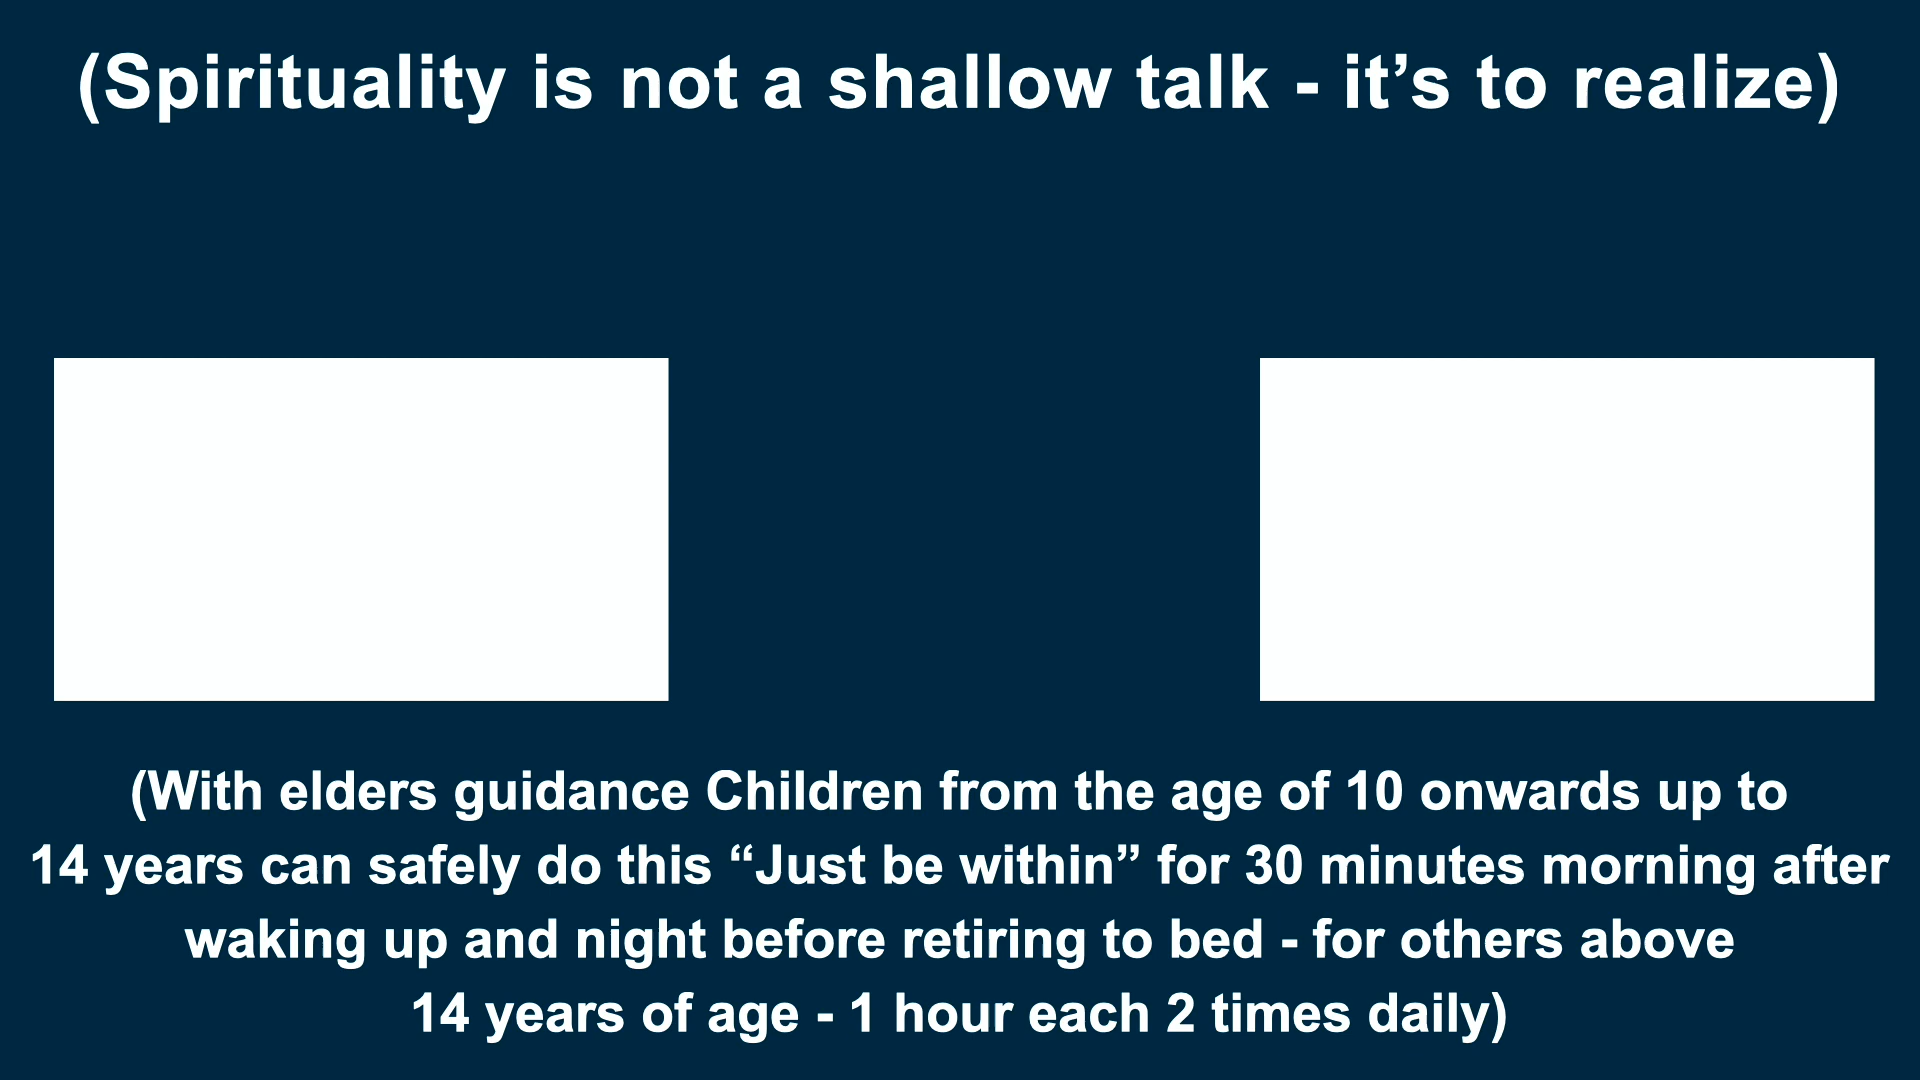 (Spirituality is not a shallow talk - it’s to realize)
(With elders guidance Children from the age of 10 onwards up to
14 years can safely do this “Just be within” for 30 minutes morning after
waking up and night before retiring to bed - for others above
14 years of age - 1 hour each 2 times daily)